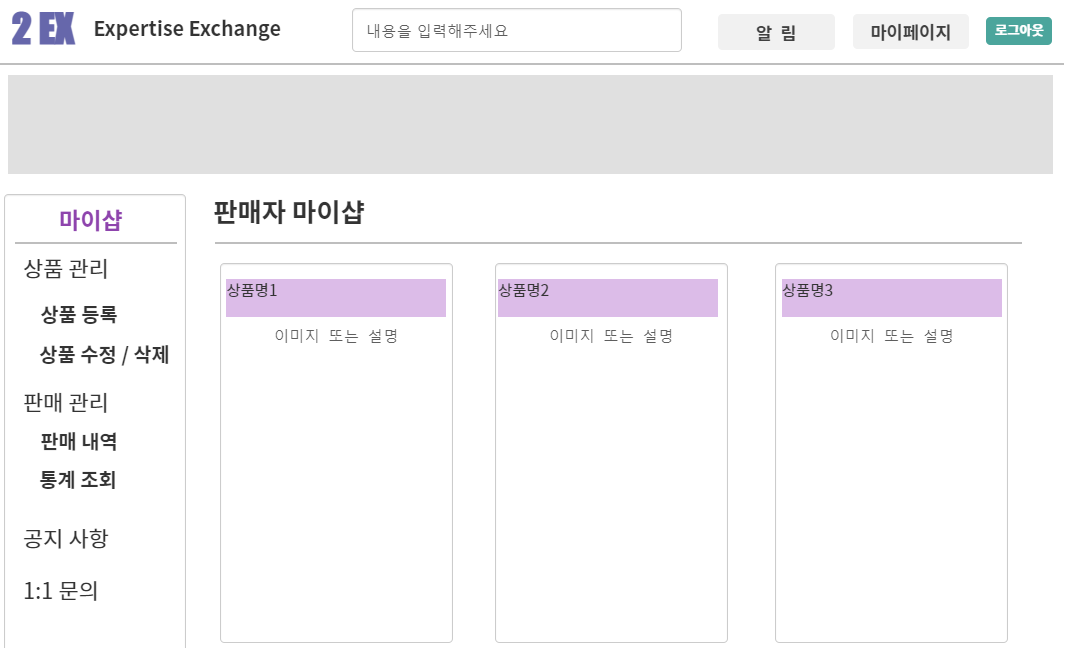 2 EX Expertise Exchange
내용을 입력해주세요
알 림
마이페이지
로그아웃
마이샵
상품 관리
상품 등록
상품 수정 / 삭제
판매 관리
판매 내역
통계 조회
공지 사항
1:1 문의
판매자 마이샵
상품명1
이미지 또는 설명
상품명2
이미지 또는 설명
상품명3
이미지 또는 설명